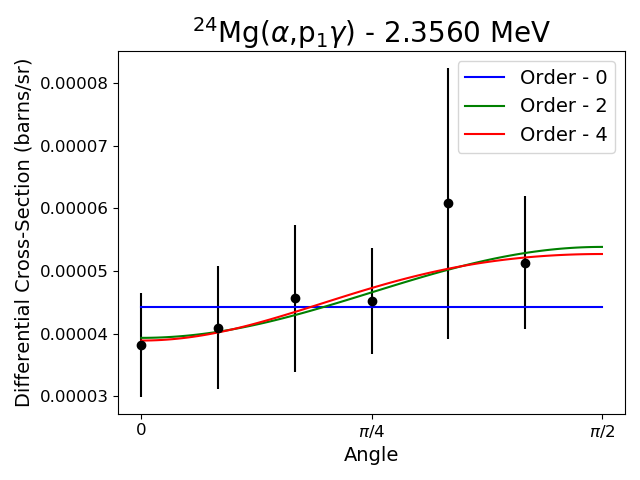 ²⁴Mg(α,p₁γ) - 2.3560 MeV
Differential Cross-Section (barns/sr)
0.00008
0.00007
0.00006
0.00005
0.00004
0.00003
Order - 0
Order - 2
Order - 4
0
π/4
π/2
Angle